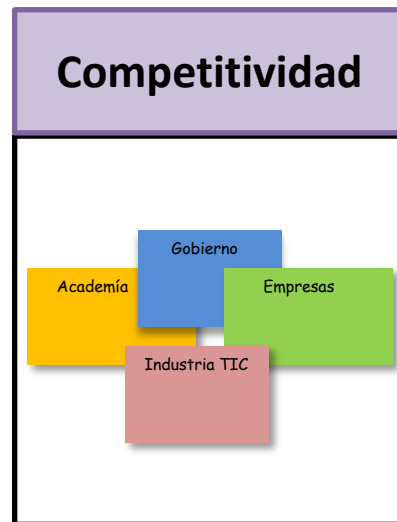 Competitividad
Gobierno
Academía
Empresas
Industria TIC